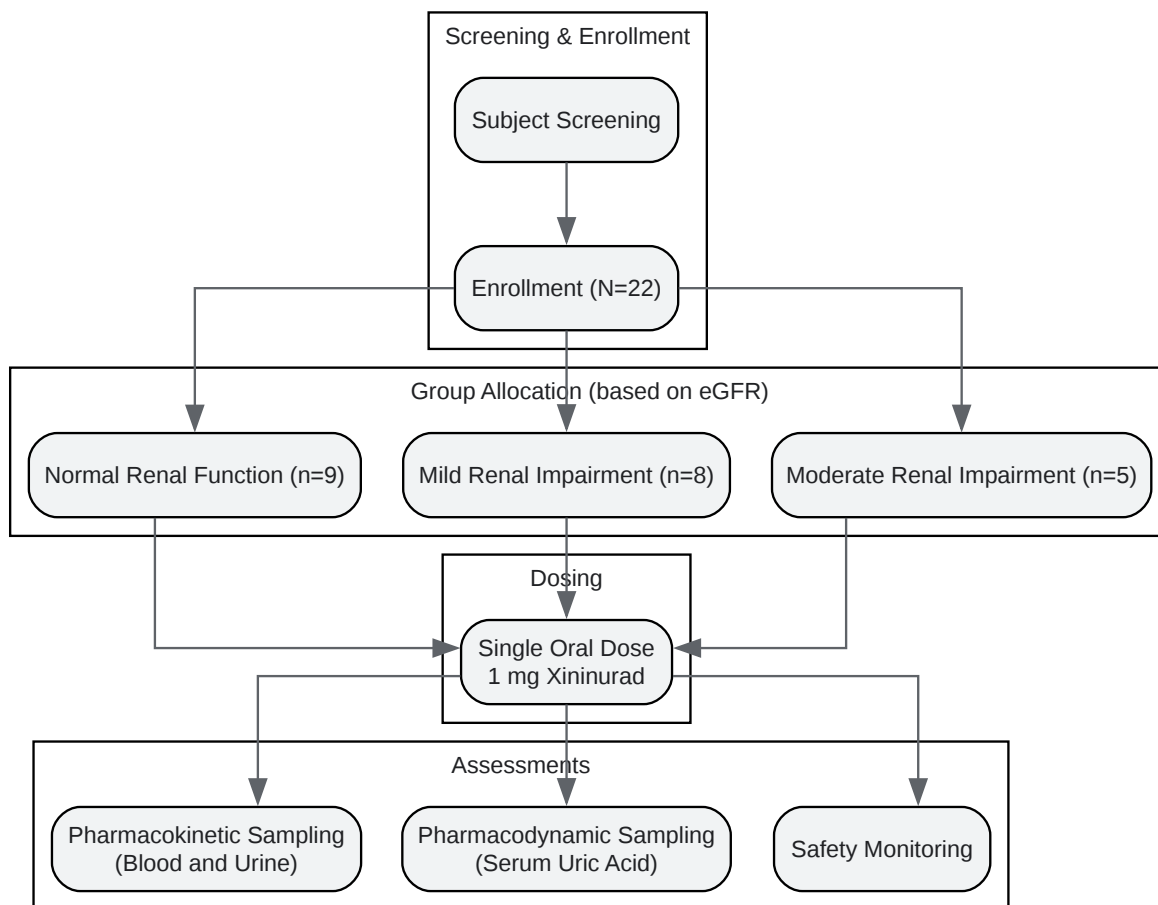 Screening & Enrollment
Subject Screening
Enrollment (N=22)
Group Allocation (based on eGFR)
Normal Renal Function (n=9)
Mild Renal Impairment (n=8)
Moderate Renal Impairment (n=5)
Dosing
Single Oral Dose
1 mg Xininurad
Assessments
Pharmacokinetic Sampling
(Blood and Urine)
Pharmacodynamic Sampling
(Serum Uric Acid)
Safety Monitoring